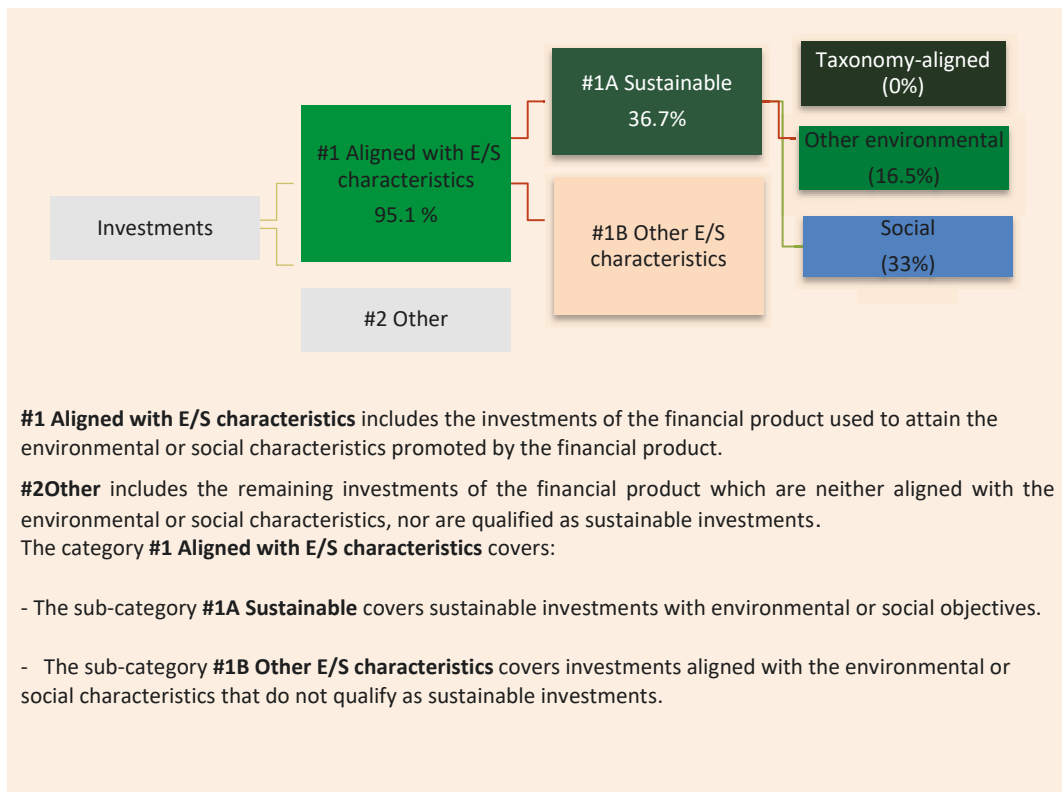 Investments
#1 Aligned with E/S
characteristics
95.1 %
#2 Other
#1A Sustainable
36.7%
#1B Other E/S
characteristics
Taxonomy-aligned
(0%)
Other environmental
(16.5%)
Social
(33%)
#1 Aligned with E/S characteristics includes the investments of the financial product used to attain the
environmental or social characteristics promoted by the financial product.
#2Other includes the remaining investments of the financial product which are neither aligned with the
environmental or social characteristics, nor are qualified as sustainable investments.
The category #1 Aligned with E/S characteristics covers:
- The sub-category #1A Sustainable covers sustainable investments with environmental or social objectives.
- The sub-category #1B Other E/S characteristics covers investments aligned with the environmental or
social characteristics that do not qualify as sustainable investments.